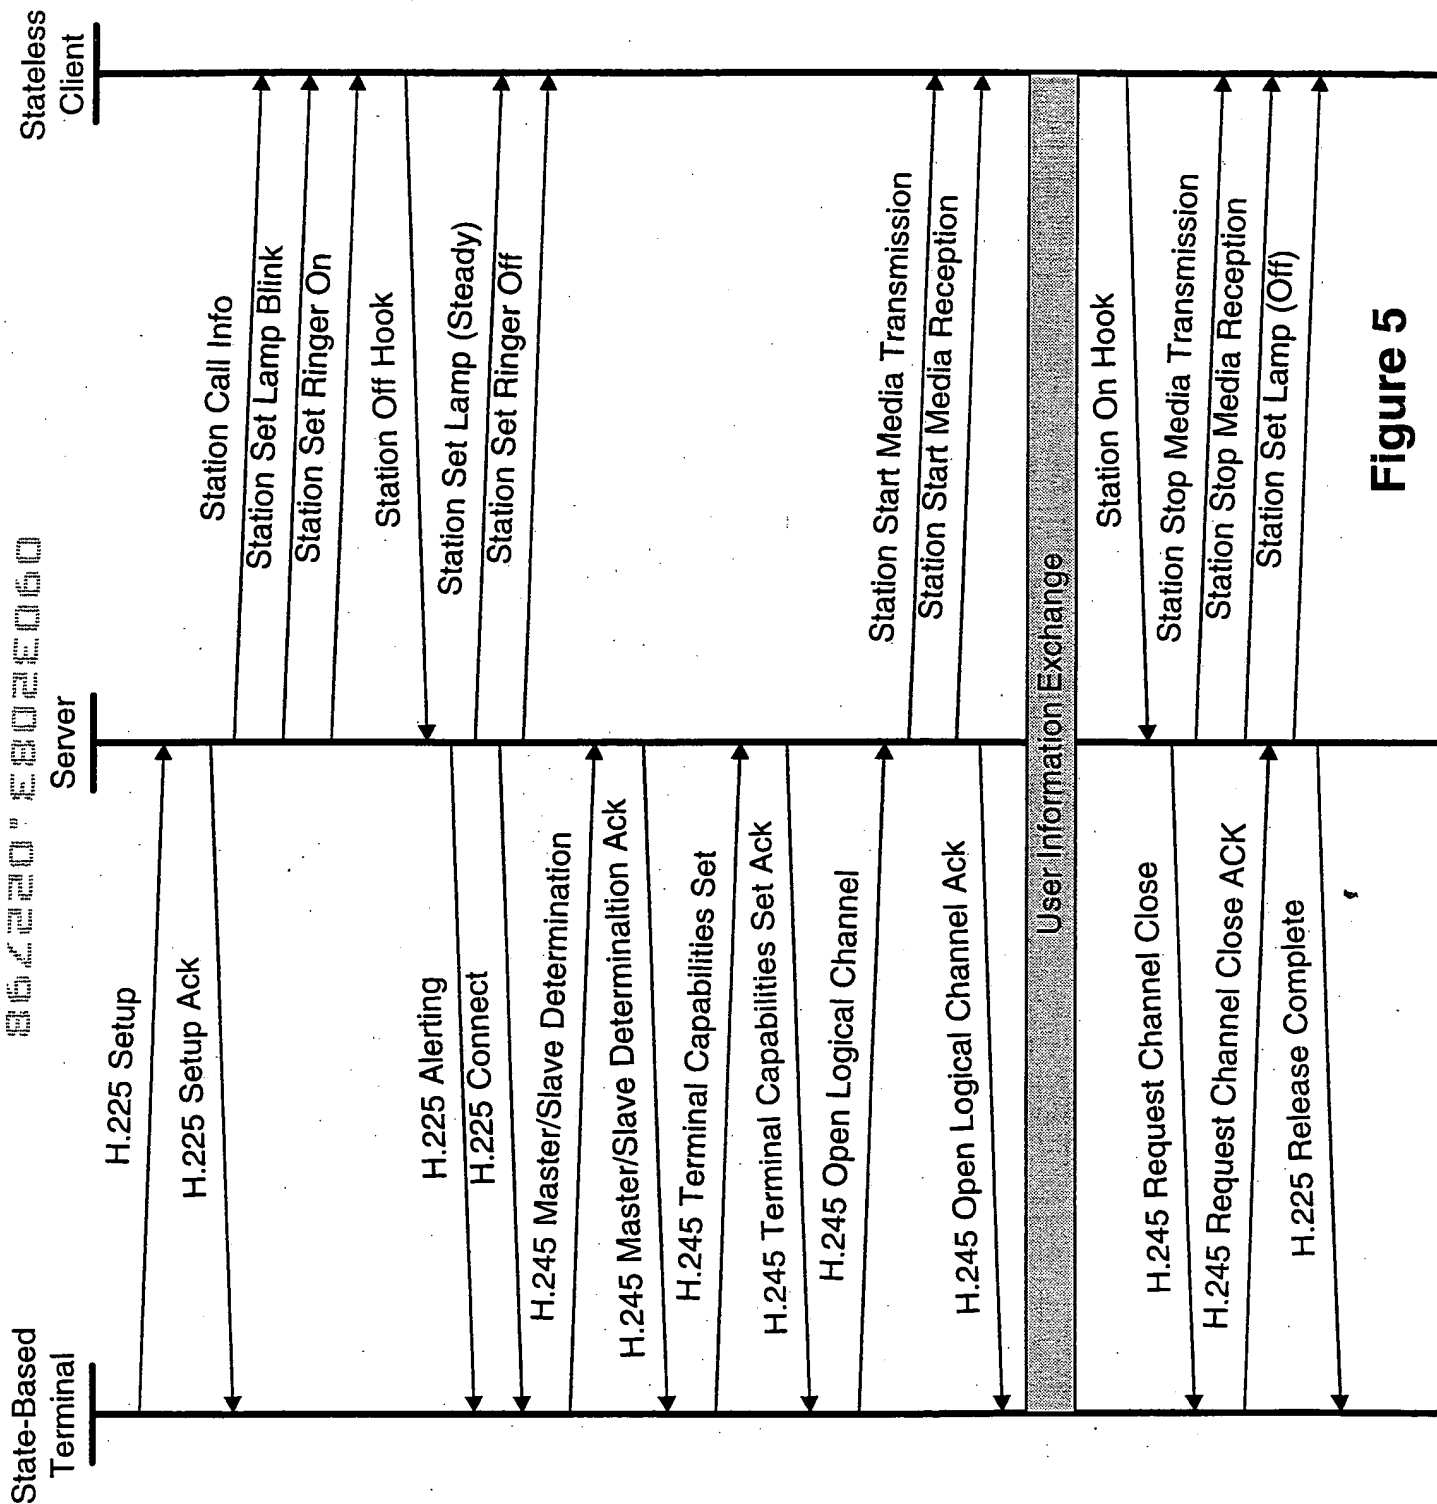 09032083.022798
State-Based
Terminal
Server
Stateless
Client
H.225 Setup
H.225 Setup Ack
Station Call Info
Station Set Lamp Blink
Station Set Ringer On
Station Off Hook
H.225 Alerting
Station Set Lamp (Steady)
H.225 Connect
Station Set Ringer Off
H.245 Master/Slave Determination
H.245 Master/Slave Determinaltion Ack
H.245 Terminal Capabilities Set
H.245 Terminal Capabilities Set Ack
H.245 Open Logical Channel
Station Start Media Transmission
Station Start Media Reception
H.245 Open Logical Channel Ack
User Information Exchange
Station On Hook
H.245 Request Channel Close
Station Stop Media Transmission
Station Stop Media Reception
H.245 Request Channel Close ACK
Station Set Lamp (Off)
H.225 Release Complete
Figure 5